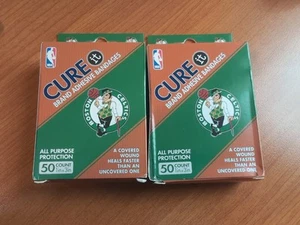 NBA
CURE it
BRAND ADHESIVE BANDAGES
BOSTON
CELTICS
ALL PURPOSE
PROTECTION
50 COUNT
A COVERED
WOUND
HEALS FASTER
THAN AN
UNCOVERED ONE
NBA
CURE it
BRAND ADHESIVE BANDAGES
BOSTON
CELTICS
ALL PURPOSE
PROTECTION
50 COUNT
A COVERED
WOUND
HEALS FASTER
THAN AN
UNCOVERED ONE